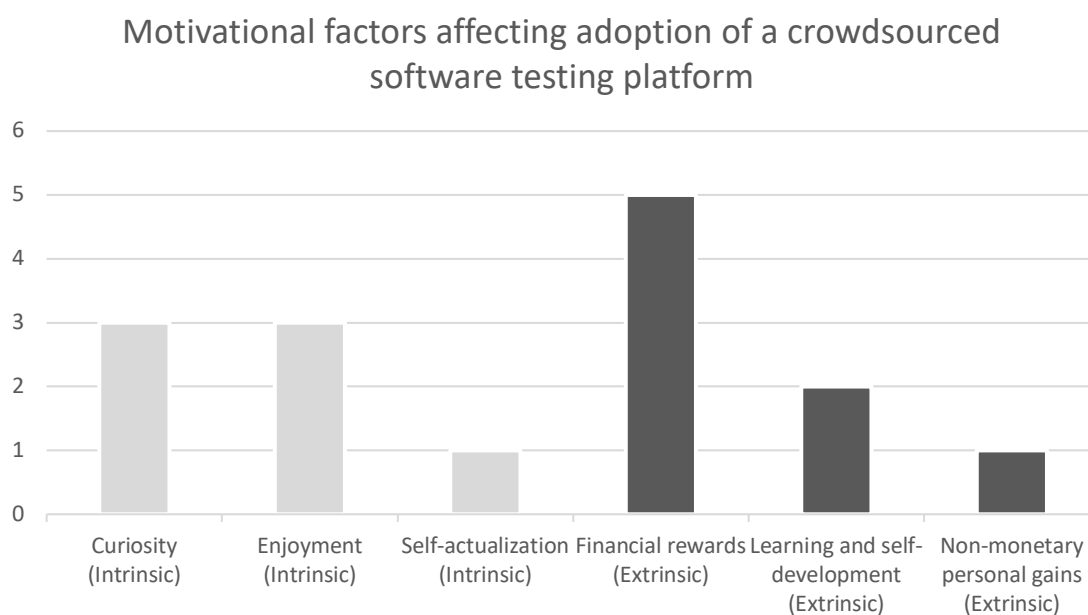 Motivational factors affecting adoption of a crowdsourced
software testing platform
6
5
4
3
2
1
0
Curiosity
(Intrinsic)
Enjoyment
(Intrinsic)
Self-actualization
(Intrinsic)
Financial rewards
(Extrinsic)
Learning and self-
development
(Extrinsic)
Non-monetary
personal gains
(Extrinsic)